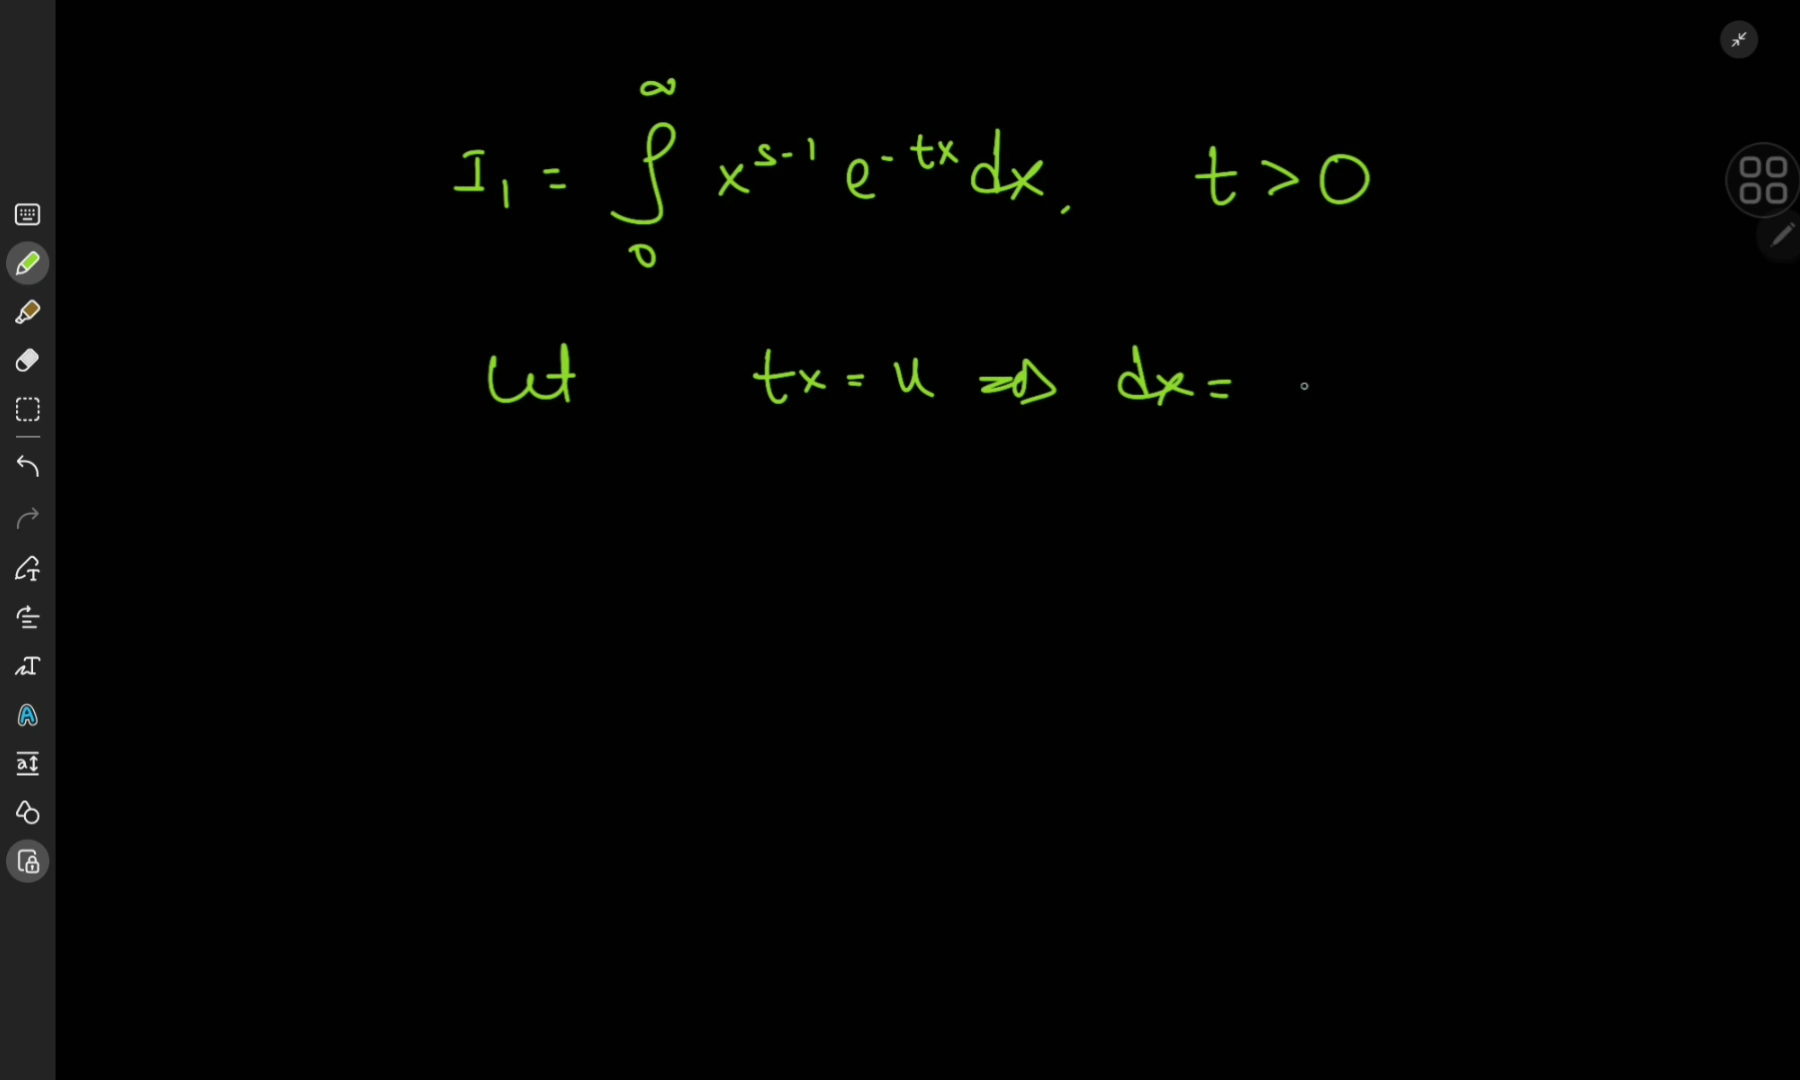 I₁ = ∫₀^∞ x^{s-1} e^{-tx} dx, t > 0
let tx = u ⇒ dx =